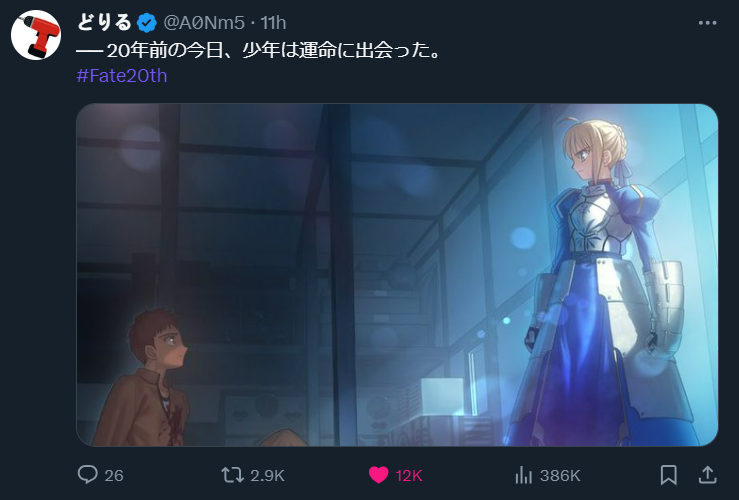 どりる @A0Nm5 · 11h
── 20年前の今日、少年は運命に出会った。
#Fate20th
26 2.9K 12K 386K